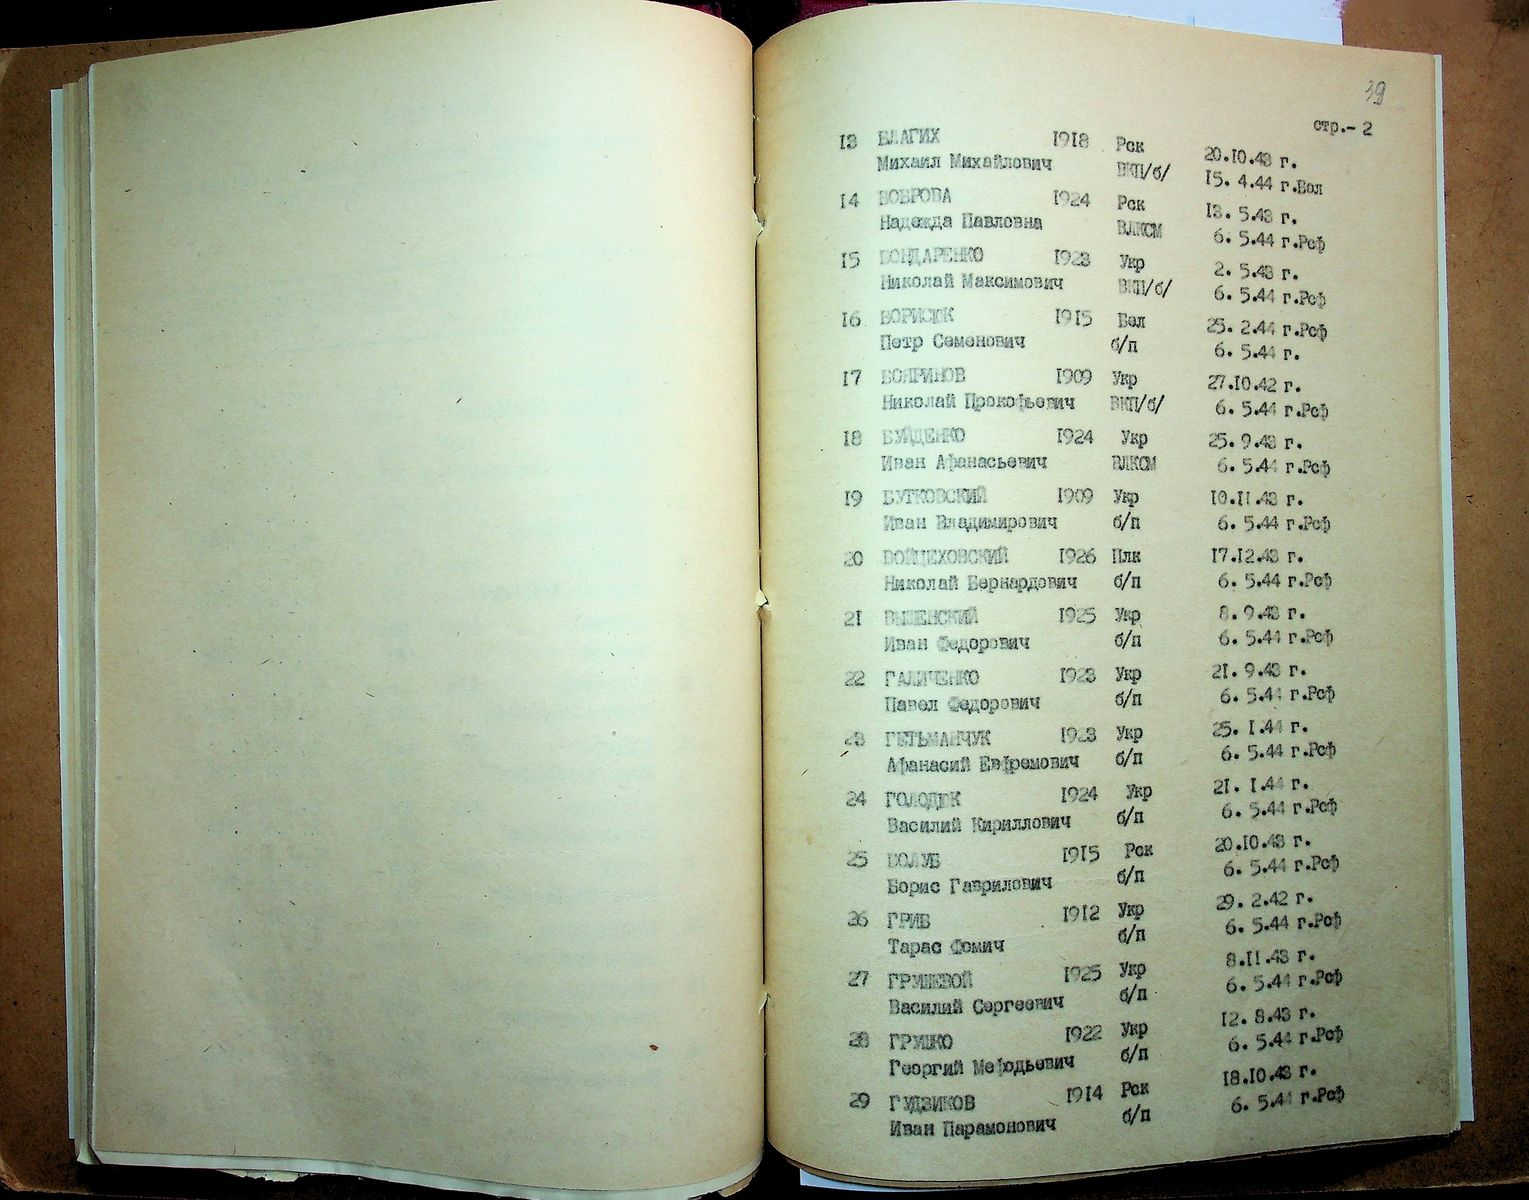 39
стр.- 2
13 БЛАГИХ 1918 Рск 20.10.43 г.
Михаил Михайлович ВКП/б/ 15. 4.44 г.Вол
14 БОБРОВА 1924 Рск 13. 5.43 г.
Надежда Павловна ВЛКСМ 6. 5.44 г.Рсф
15 БОНДАРЕНКО 1923 Укр 2. 5.43 г.
Николай Максимович ВКП/б/ 6. 5.44 г.Рсф
16 БОРИСЮК 1915 Бел 25. 2.44 г.Рсф
Петр Семенович б/п 6. 5.44 г.
17 БОЯРИНОВ 1909 Укр 27.10.42 г.
Николай Прокофьевич ВКП/б/ 6. 5.44 г.Рсф
18 БУЙДЕНКО 1924 Укр 25. 9.43 г.
Иван Афанасьевич ВЛКСМ 6. 5.44 г.Рсф
19 БУТКОВСКИЙ 1909 Укр 10.11.43 г.
Иван Владимирович б/п 6. 5.44 г.Рсф
20 ВОЙЦЕХОВСКИЙ 1926 Плк 17.12.43 г.
Николай Бернардович б/п 6. 5.44 г.Рсф
21 ВЫШЕНСКИЙ 1925 Укр 8. 9.43 г.
Иван Федорович б/п 6. 5.44 г.Рсф
22 ГАЛИЧЕНКО 1923 Укр 21. 9.43 г.
Павел Федорович б/п 6. 5.44 г.Рсф
23 ГЕТЬМАНЧУК 1923 Укр 25. 1.44 г.
Афанасий Евфремович б/п 6. 5.44 г.Рсф
24 ГОЛОДЮК 1924 Укр 21. 1.44 г.
Василий Кириллович б/п 6. 5.44 г.Рсф
25 1915 Рск 20.10.43 г.
Борис Гаврилович б/п 6. 5.44 г.Рсф
26 ГРИБ 1912 Укр 29. 2.42 г.
Тарас Фомич б/п 6. 5.44 г.Рсф
27 ГРУШЕВОЙ 1925 Укр 8.11.43 г.
Василий Сергеевич б/п 6. 5.44 г.Рсф
28 ГРУШКО 1922 Укр 12. 8.43 г.
Георгий Мефодьевич б/п 6. 5.44 г.Рсф
29 ГУДЗИКОВ 1914 Рск 18.10.43 г.
Иван Парамонович б/п 6. 5.44 г.Рсф